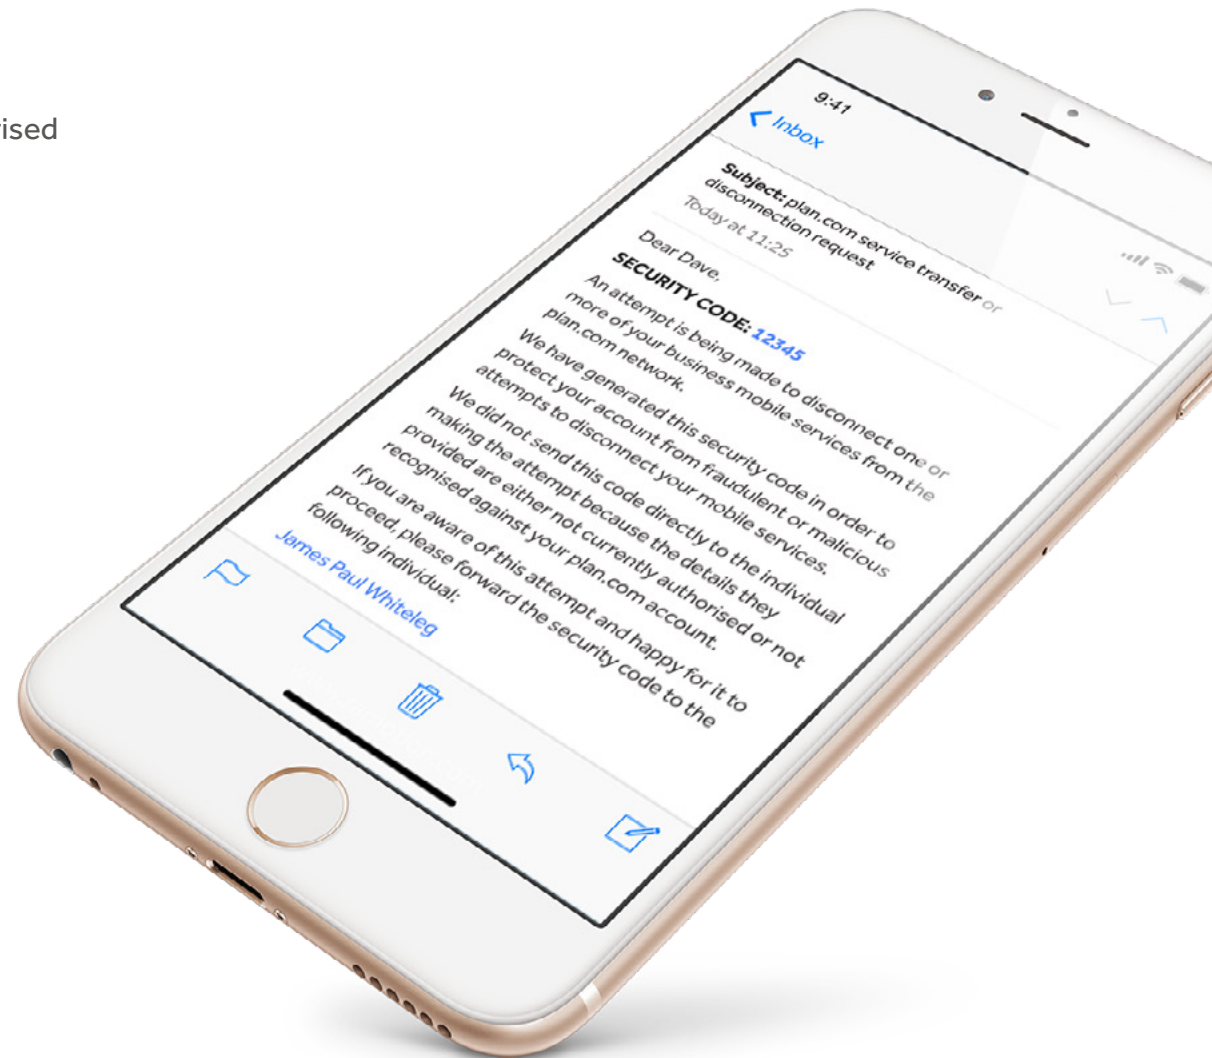 ised
9:41
Inbox
Subject: plan.com service transfer or
disconnection request
Today at 11:25
Dear Dave,
SECURITY CODE: 12345
An attempt is being made to disconnect one or
more of your business mobile services from the
plan.com network.
We have generated this security code in order to
protect your account from fraudulent or malicious
attempts to disconnect your mobile services.
We did not send this code directly to the individual
making the attempt because the details they
provided are either not currently authorised or not
recognised against your plan.com account.
If you are aware of this attempt and happy for it to
proceed, please forward the security code to the
following individual:
James Paul Whiteleg